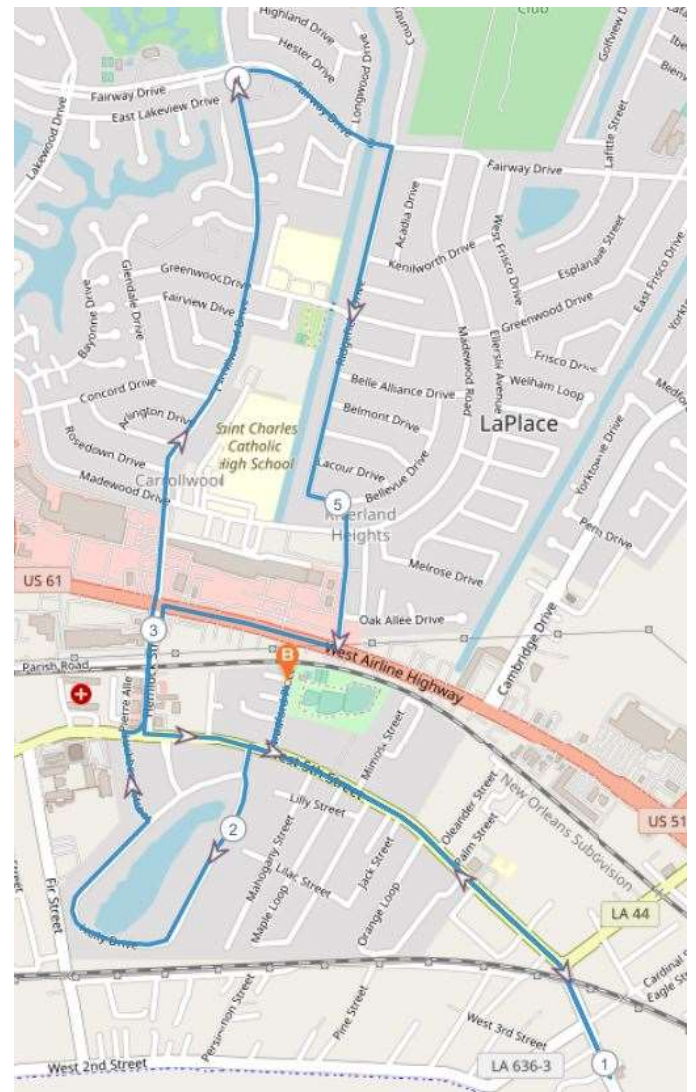 Club
Highland Drive
Hester Drive
Longwood Drive
Country
Golfview Drive
Fairway Drive
East Lakeview Drive
Lakewood Drive
Fairway Drive
Lafitte Street
Fairway Drive
Acadia Drive
Kenilworth Drive
West Frisco Drive
Esplanade Street
East Frisco Drive
Greenwood Drive
Glendale Drive
Fairview Dive
Bayonne Drive
Greenwood Drive
Madewood Road
Ellerslie Avenue
Frisco Drive
Welham Loop
Concord Drive
Belle Alliance Drive
Belmont Drive
LaPlace
Arlington Drive
Saint Charles
Catholic
High School
Rosedown Drive
Carrollwood
Madewood Drive
Lacour Drive
Bellevue Drive
5
Riverland
Heights
Yorktowne Drive
Melrose Drive
US 61
3
Oak Allee Drive
Cambridge Drive
West Airline Highway
Parish Road
B
Hemlock
Mimosa Street
New Orleans Subdivision
US 51
Oleander Street
Palm Street
2
Lilly Street
Lilac Street
Mahogany Street
Maple Loop
Jack Street
Orange Loop
Fir Street
LA 44
Persimmon Street
Pine Street
Cardinal
Eagle Street
West 3rd Street
West 2nd Street
LA 636-3
1